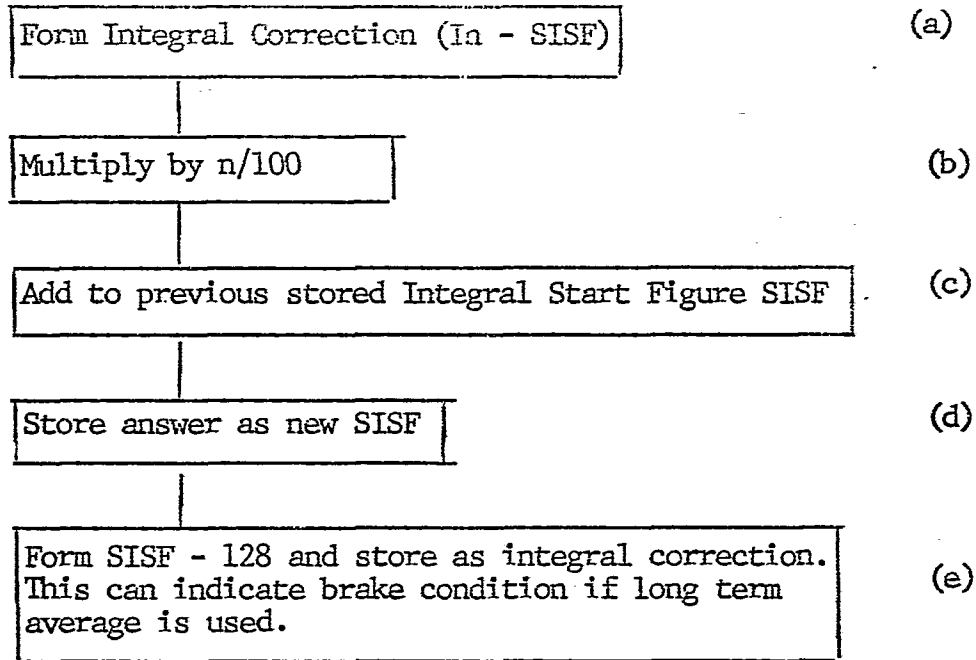 Form Integral Correction (In - SISF) (a)
Multiply by n/100 (b)
Add to previous stored Integral Start Figure SISF (c)
Store answer as new SISF (d)
Form SISF - 128 and store as integral correction.
This can indicate brake condition if long term (e)
average is used.